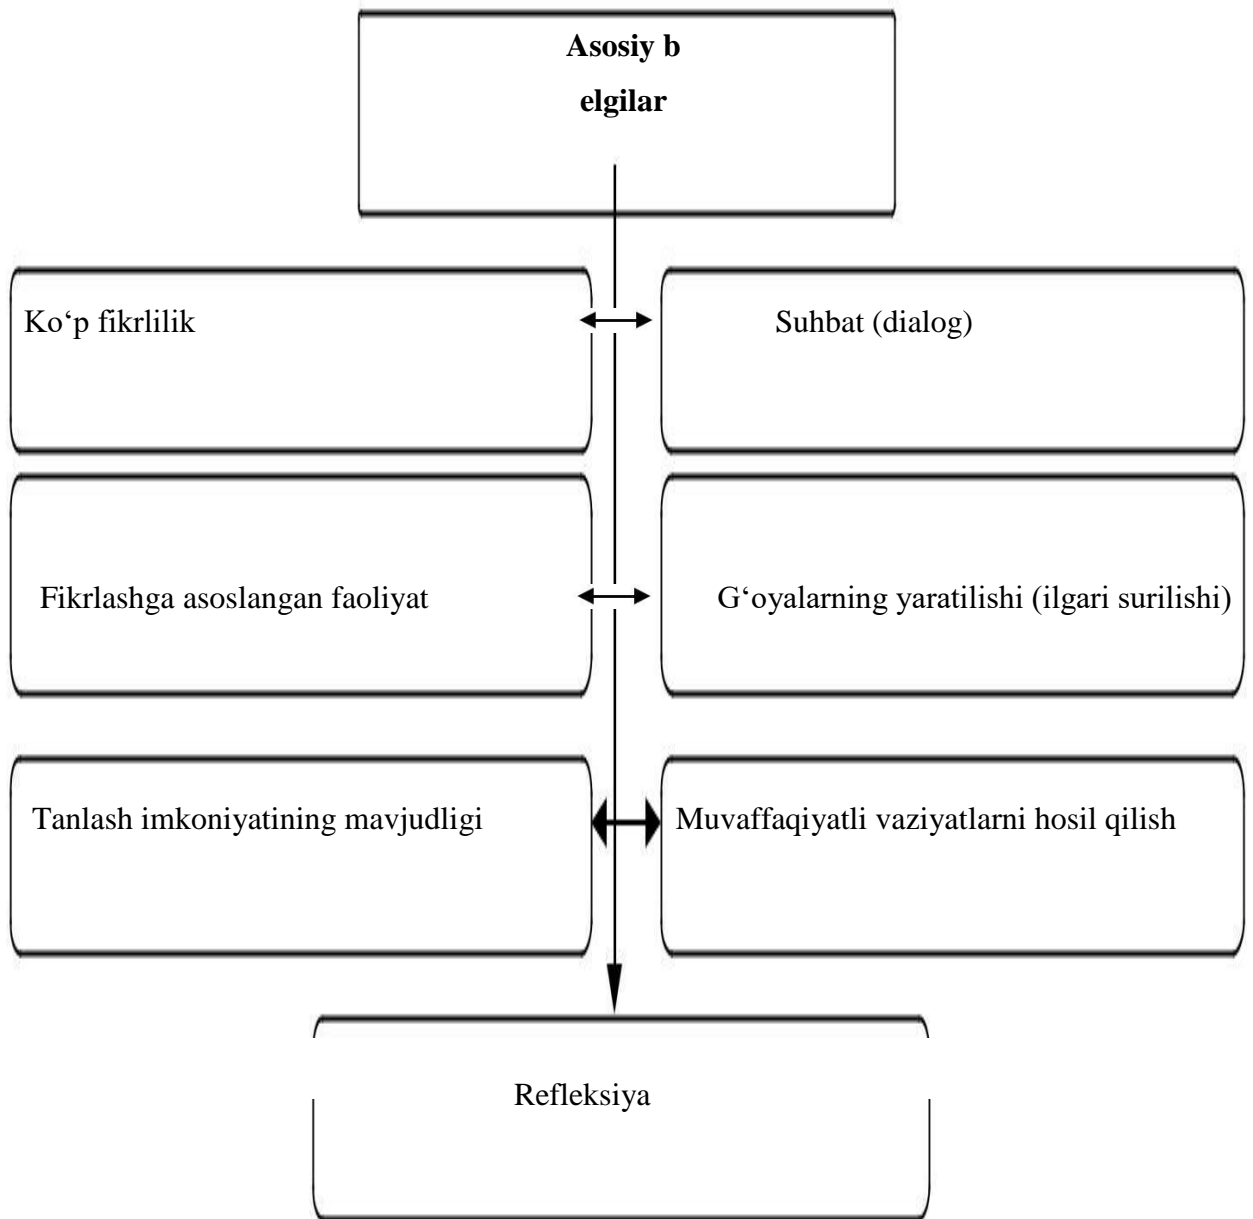 Asosiy b
elgilar
Ko‘p fikrlilik
Suhbat (dialog)
Fikrlashga asoslangan faoliyat
G‘oyalarning yaratilishi (ilgari surilishi)
Tanlash imkoniyatining mavjudligi
Muvaffaqiyatli vaziyatlarni hosil qilish
Refleksiya